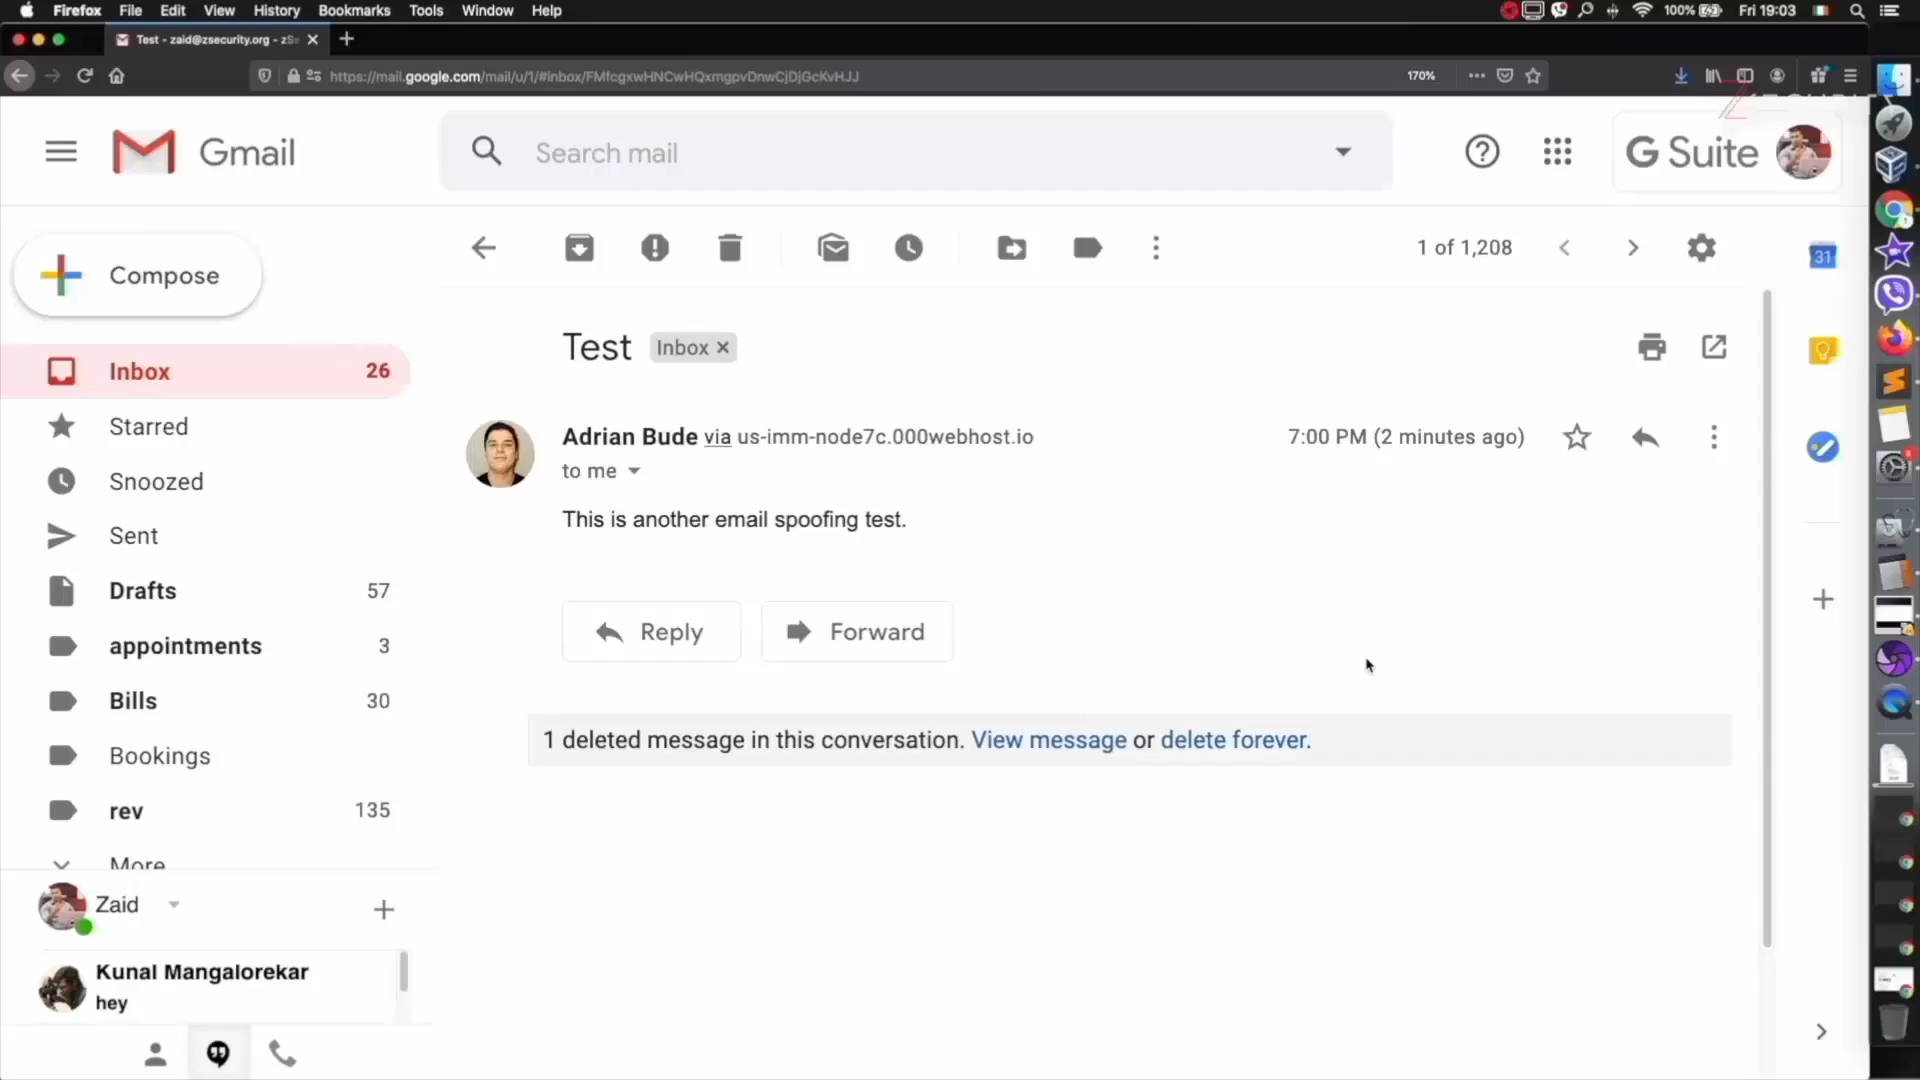 Firefox File Edit View History Bookmarks Tools Window Help 100% Fri 19:03
Test - zaid@zsecurity.org - zSe
https://mail.google.com/mail/u/1/#inbox/FMfcgxwHNCwHQxmgpvDnwCjDjGcKvHJJ 170%
Gmail
Search mail
G Suite
Compose
1 of 1,208
31
Test Inbox
Inbox 26
Starred
Snoozed
Sent
Drafts 57
appointments 3
Bills 30
Bookings
rev 135
More
Adrian Bude via us-imm-node7c.000webhost.io 7:00 PM (2 minutes ago)
to me
This is another email spoofing test.
Reply Forward
1 deleted message in this conversation. View message or delete forever.
Zaid
Kunal Mangalorekar
hey